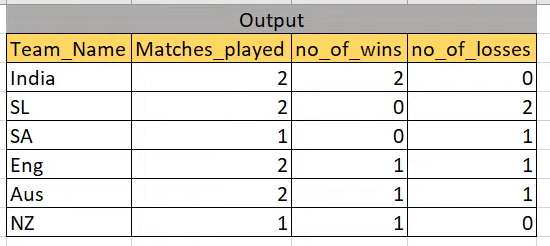 Output
Team_Name Matches_played no_of_wins no_of_losses
India 2 2 0
SL 2 0 2
SA 1 0 1
Eng 2 1 1
Aus 2 1 1
NZ 1 1 0